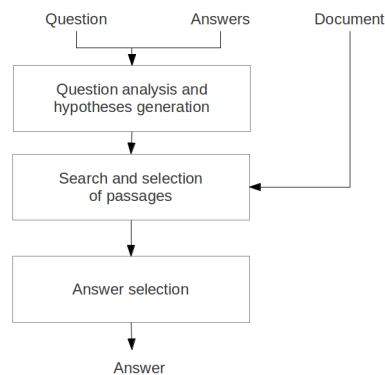 Question Answers Document
Question analysis and
hypotheses generation
Search and selection
of passages
Answer selection
Answer